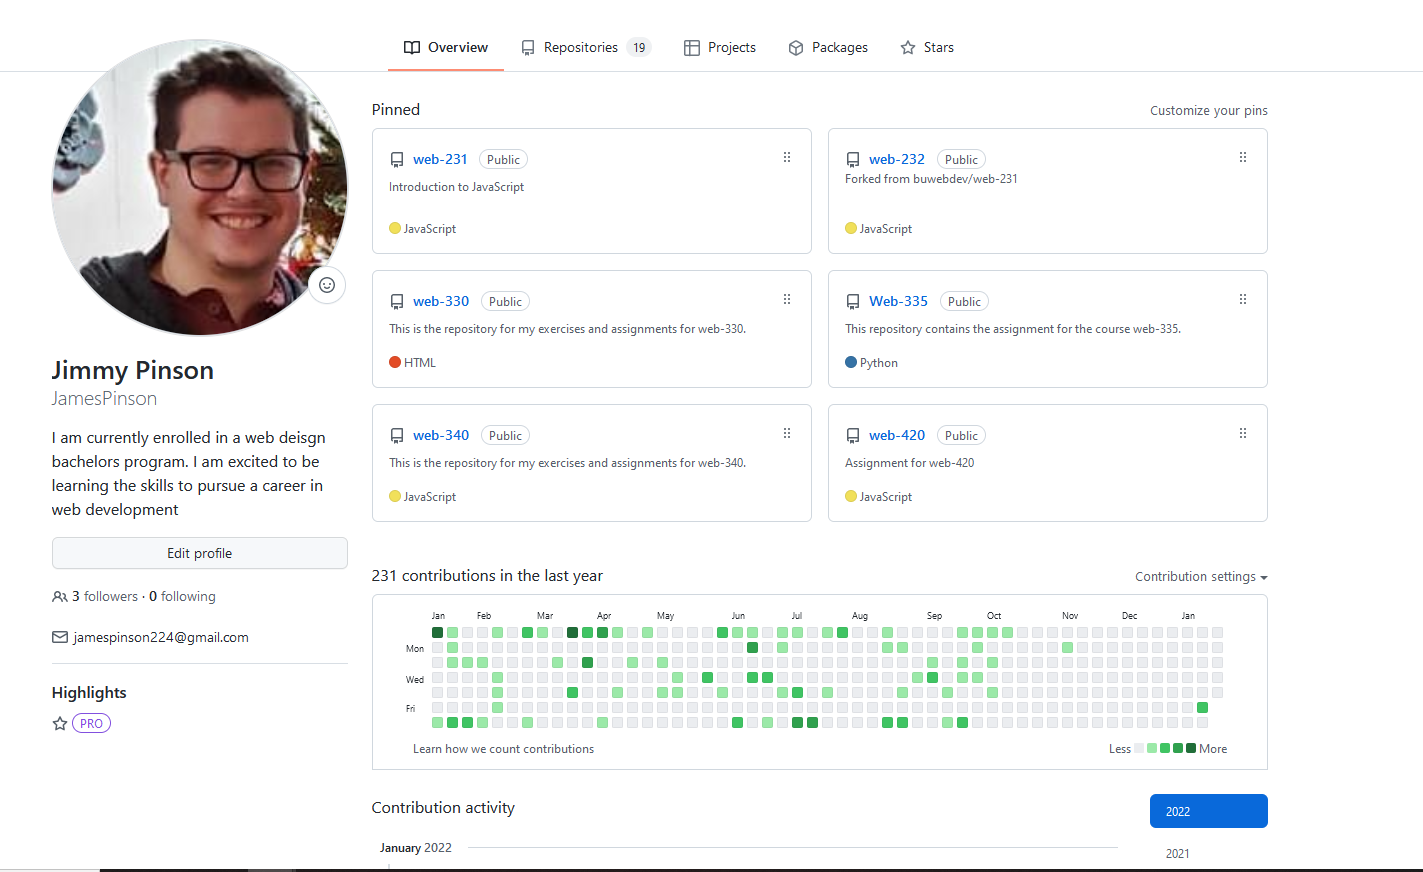 Overview Repositories 19 Projects Packages Stars
Jimmy Pinson
JamesPinson
I am currently enrolled in a web deisgn
bachelors program. I am excited to be
learning the skills to pursue a career in
web development
Edit profile
3 followers · 0 following
jamespinson224@gmail.com
Highlights
PRO
Pinned
Customize your pins
web-231 Public
Introduction to JavaScript
JavaScript
web-232 Public
Forked from buwebdev/web-231
JavaScript
web-330 Public
This is the repository for my exercises and assignments for web-330.
HTML
Web-335 Public
This repository contains the assignment for the course web-335.
Python
web-340 Public
This is the repository for my exercises and assignments for web-340.
JavaScript
web-420 Public
Assignment for web-420
JavaScript
231 contributions in the last year
Contribution settings
Jan Feb Mar Apr May Jun Jul Aug Sep Oct Nov Dec Jan
Mon
Wed
Fri
Learn how we count contributions
Less More
Contribution activity
2022
January 2022
2021